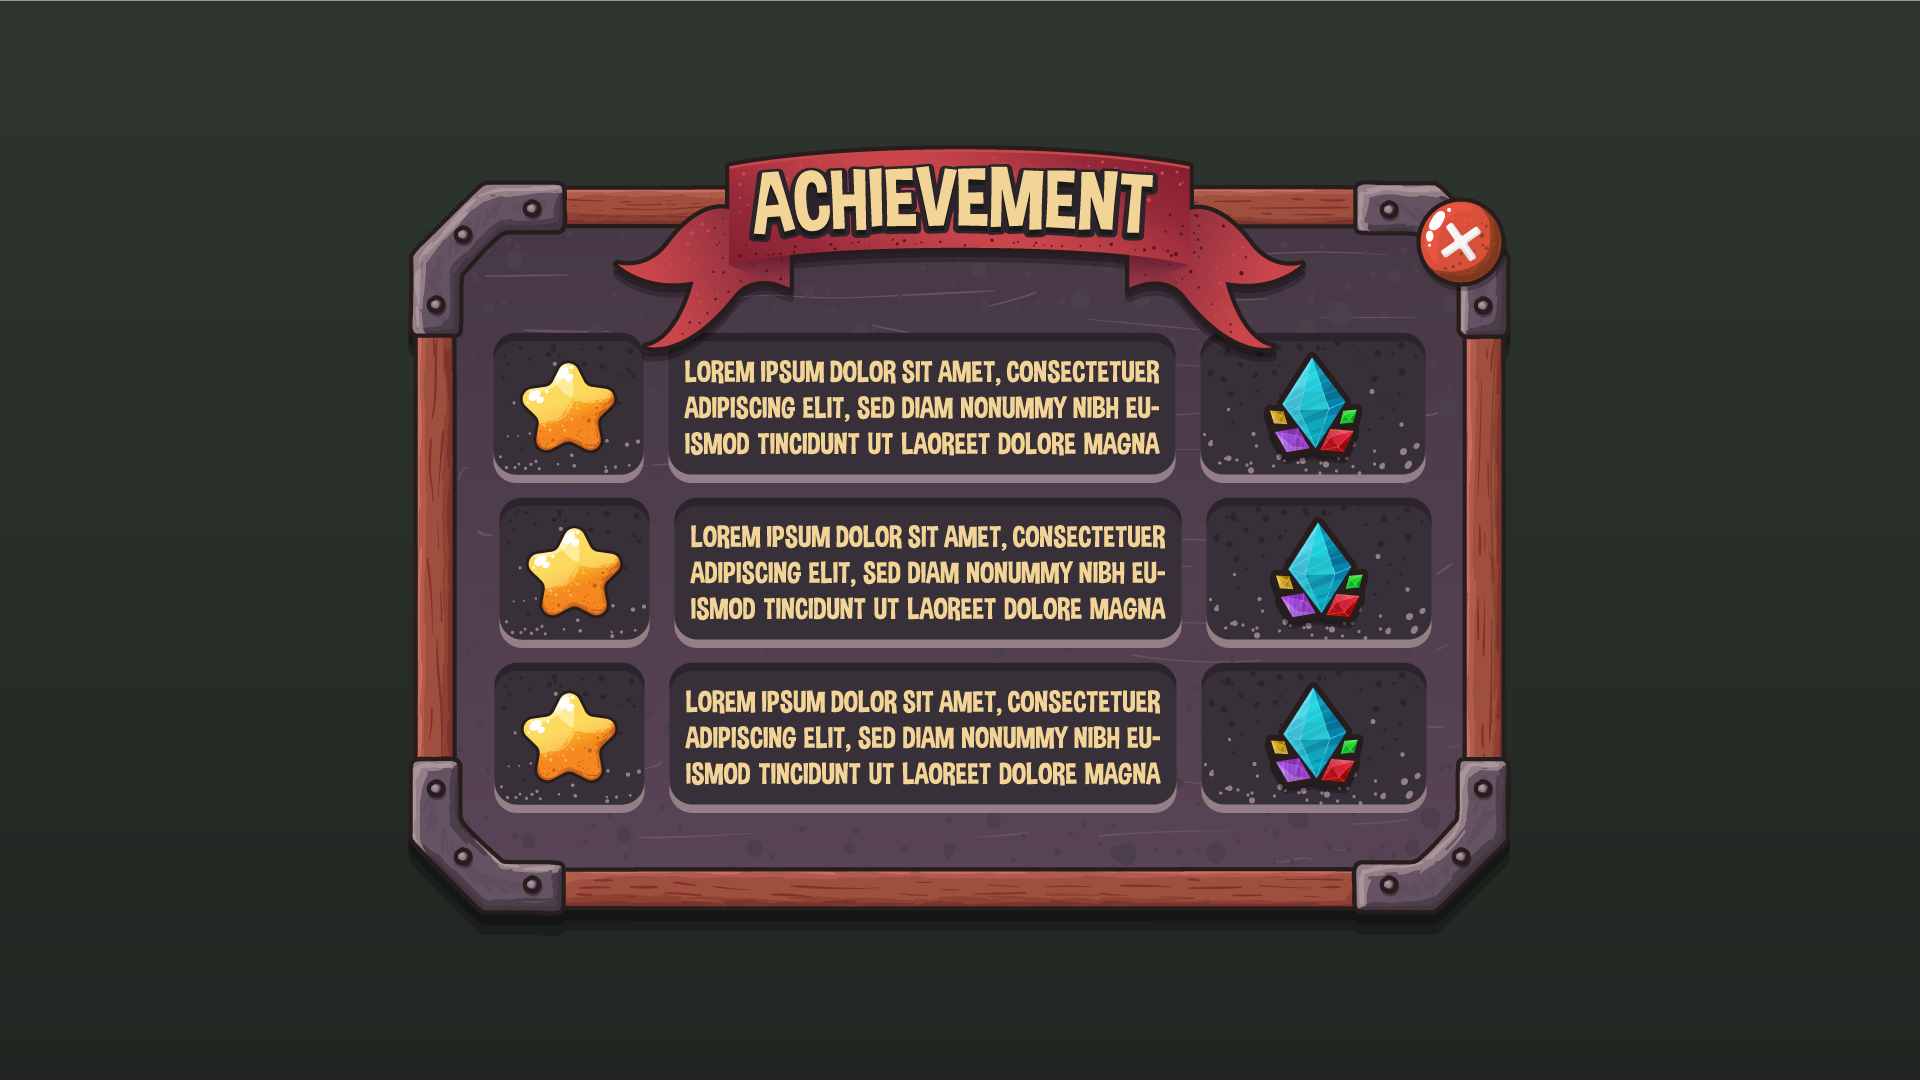 ACHIEVEMENT
LOREM IPSUM DOLOR SIT AMET, CONSECTETUER
ADIPISCING ELIT, SED DIAM NONUMMY NIBH EU-
ISMOD TINCIDUNT UT LAOREET DOLORE MAGNA
LOREM IPSUM DOLOR SIT AMET, CONSECTETUER
ADIPISCING ELIT, SED DIAM NONUMMY NIBH EU-
ISMOD TINCIDUNT UT LAOREET DOLORE MAGNA
LOREM IPSUM DOLOR SIT AMET, CONSECTETUER
ADIPISCING ELIT, SED DIAM NONUMMY NIBH EU-
ISMOD TINCIDUNT UT LAOREET DOLORE MAGNA